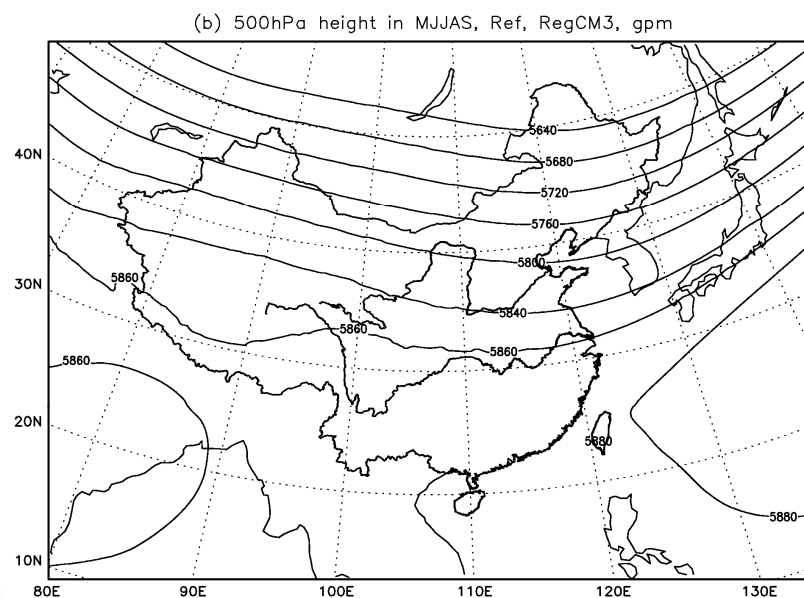 (b) 500hPa height in MJJAS, Ref, RegCM3, gpm
5640
40N
5680
5720
5760
5800
30N
5860
5840
5860
5860
5860
20N
5880
5880
10N
80E 90E 100E 110E 120E 130E